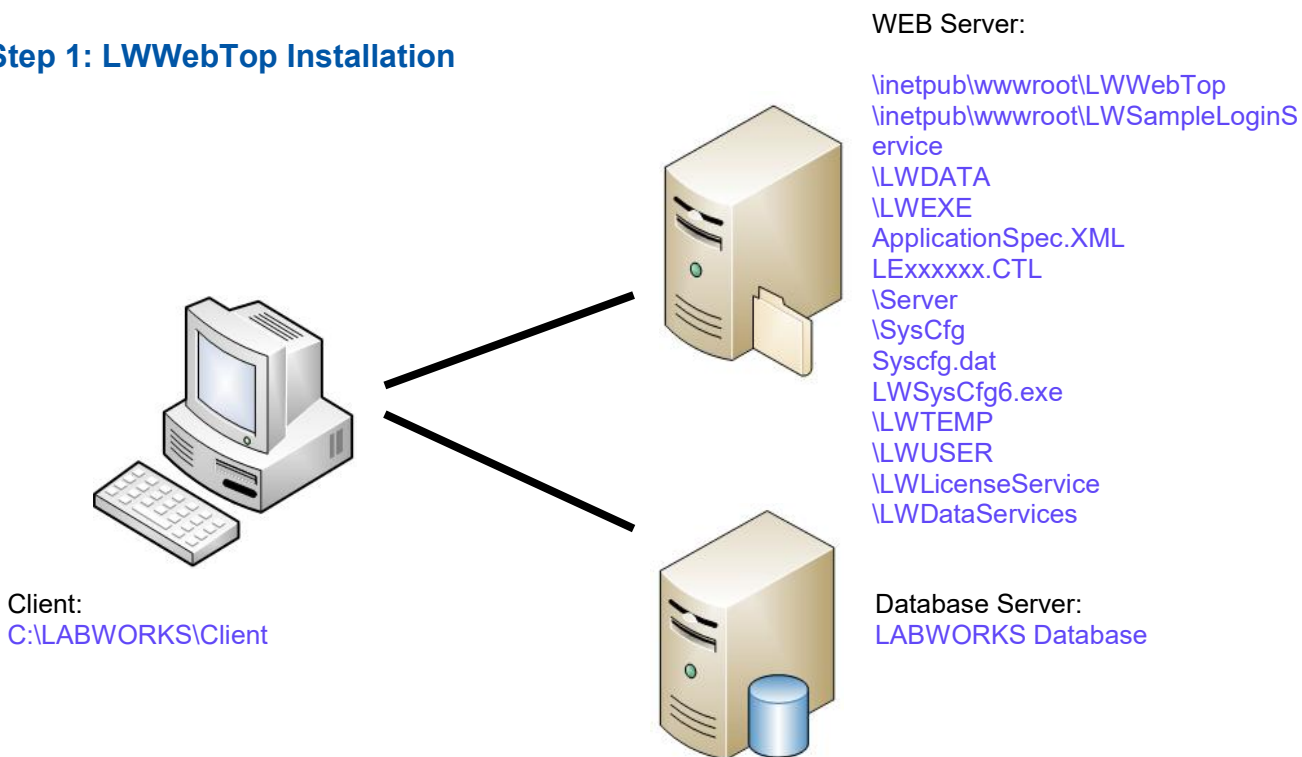 Step 1: LWWebTop Installation
WEB Server:
\inetpub\wwwroot\LWWebTop
\inetpub\wwwroot\LWSampleLoginS
ervice
\LWDATA
\LWEXE
ApplicationSpec.XML
LExxxxxx.CTL
\Server
\SysCfg
Syscfg.dat
LWSysCfg6.exe
\LWTEMP
\LWUSER
\LWLicenseService
\LWDataServices
Client:
C:\LABWORKS\Client
Database Server:
LABWORKS Database